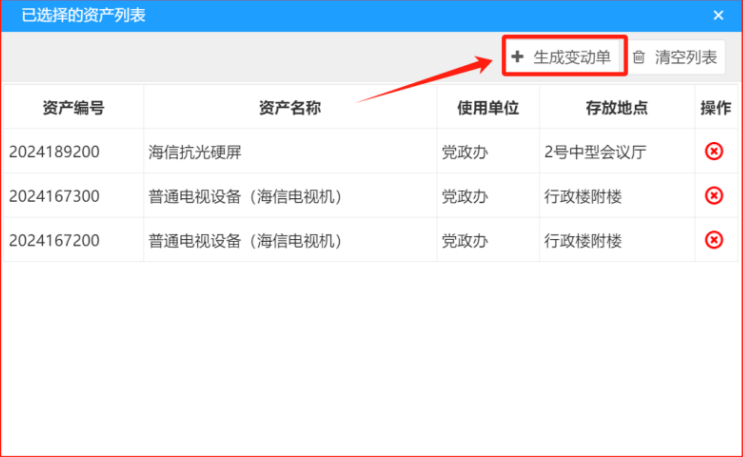 已选择的资产列表
生成变动单 清空列表
资产编号 资产名称 使用单位 存放地点 操作
2024189200 海信抗光硬屏 党政办 2号中型会议厅
2024167300 普通电视设备（海信电视机） 党政办 行政楼附楼
2024167200 普通电视设备（海信电视机） 党政办 行政楼附楼